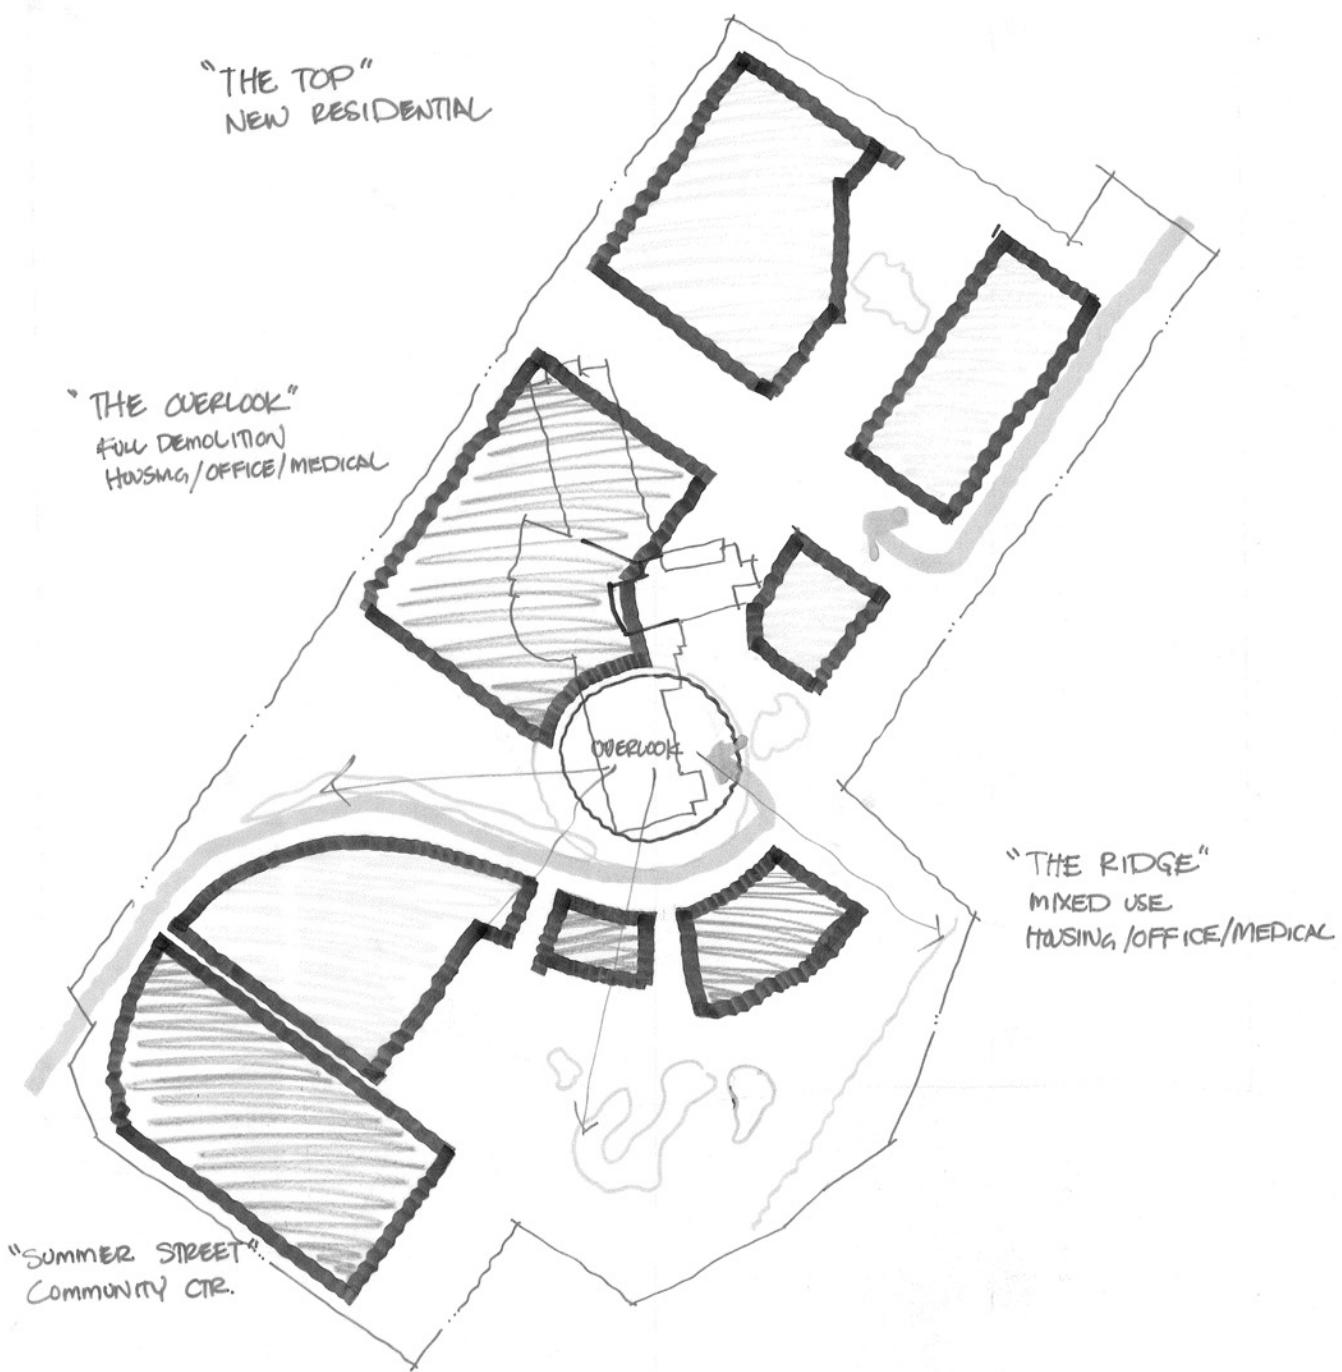 "THE TOP"
NEW RESIDENTIAL
"THE OVERLOOK"
FULL DEMOLITION
HOUSING/OFFICE/MEDICAL
OVERLOOK
"THE RIDGE"
MIXED USE
HOUSING/OFFICE/MEDICAL
"SUMMER STREET"
COMMUNITY CTR.